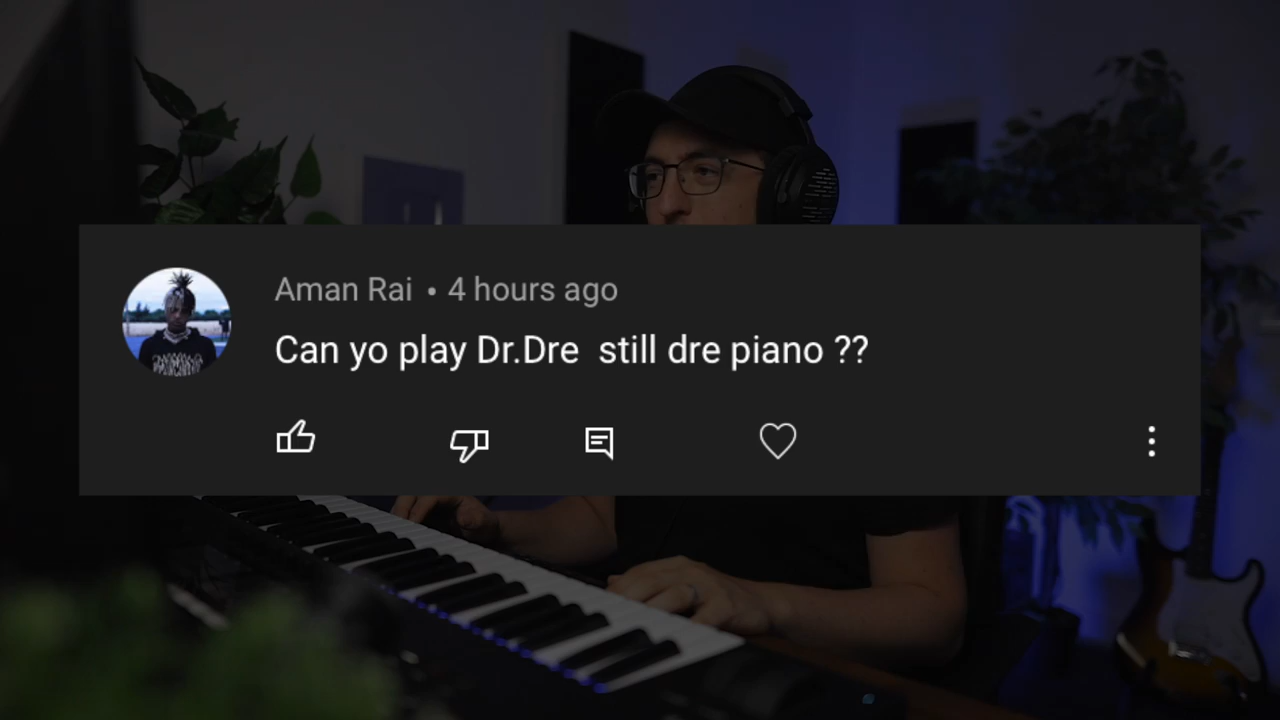 Aman Rai • 4 hours ago
Can yo play Dr.Dre  still dre piano ??